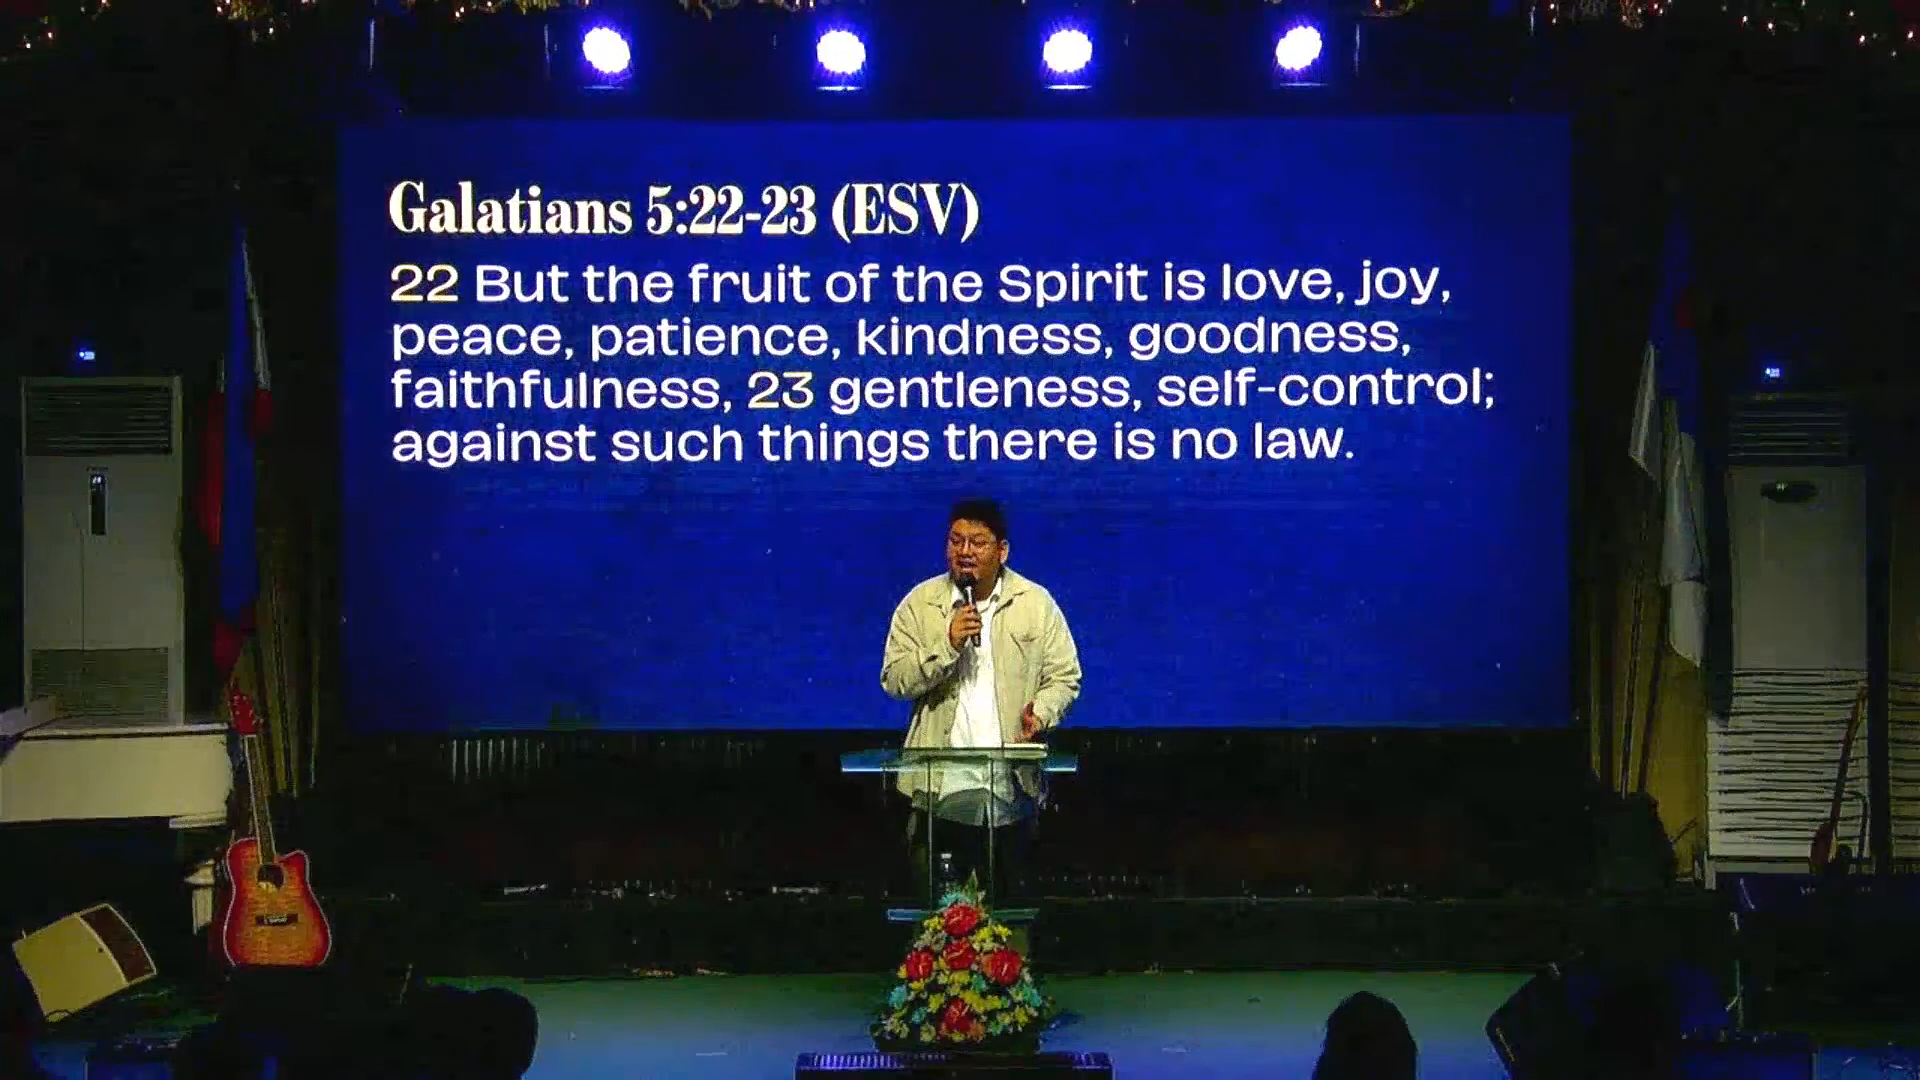 Galatians 5:22-23 (ESV)
22 But the fruit of the Spirit is love, joy,
peace, patience, kindness, goodness,
faithfulness, 23 gentleness, self-control;
against such things there is no law.